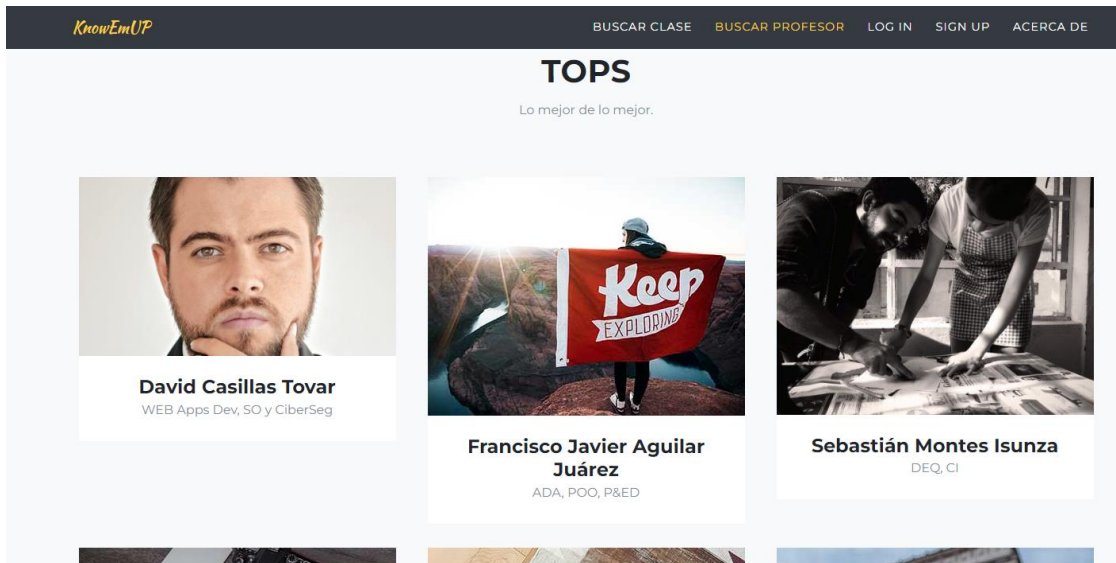 KnowEmUP
BUSCAR CLASE
BUSCAR PROFESOR
LOG IN
SIGN UP
ACERCA DE
TOPS
Lo mejor de lo mejor.
Keep
EXPLORING
David Casillas Tovar
WEB Apps Dev, SO y CiberSeg
Francisco Javier Aguilar
Juárez
ADA, POO, P&ED
Sebastián Montes Isunza
DEQ, CI